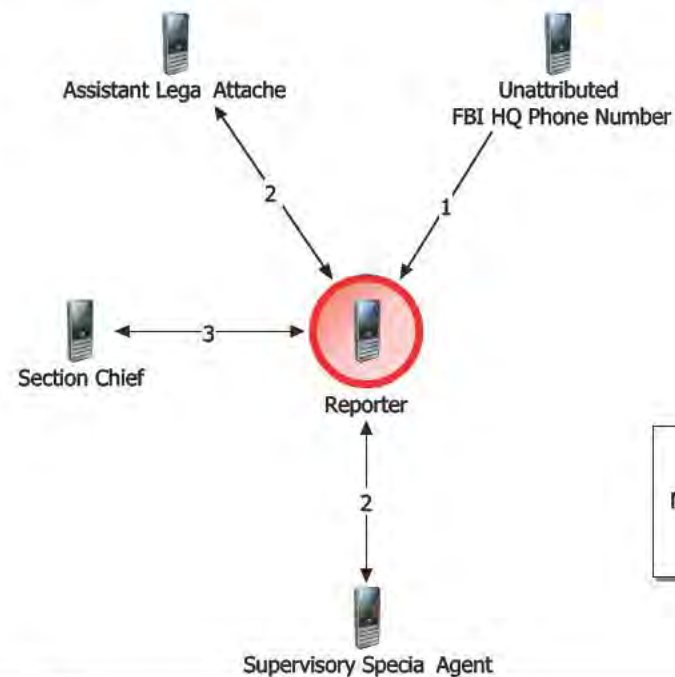 Assistant Lega Attache
Unattributed
FBI HQ Phone Number
2
1
3
Section Chief
Reporter
2
Supervisory Specia Agent